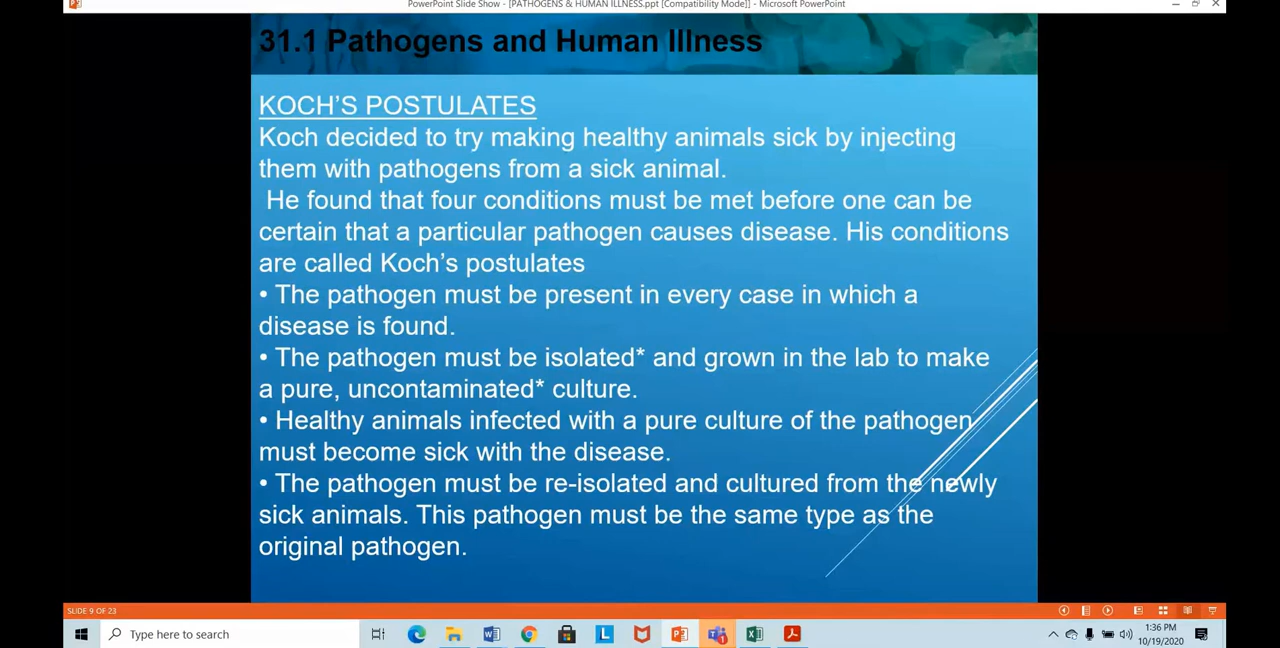 PowerPoint Slide Show - [PATHOGENS & HUMAN ILLNESS.ppt [Compatibility Mode]] - Microsoft PowerPoint
31.1 Pathogens and Human Illness
KOCH'S POSTULATES
Koch decided to try making healthy animals sick by injecting
them with pathogens from a sick animal.
He found that four conditions must be met before one can be
certain that a particular pathogen causes disease. His conditions
are called Koch's postulates
• The pathogen must be present in every case in which a
disease is found.
• The pathogen must be isolated* and grown in the lab to make
a pure, uncontaminated* culture.
• Healthy animals infected with a pure culture of the pathogen
must become sick with the disease.
• The pathogen must be re-isolated and cultured from the newly
sick animals. This pathogen must be the same type as the
original pathogen.
SLIDE 9 OF 23
Type here to search
1:36 PM
10/19/2020